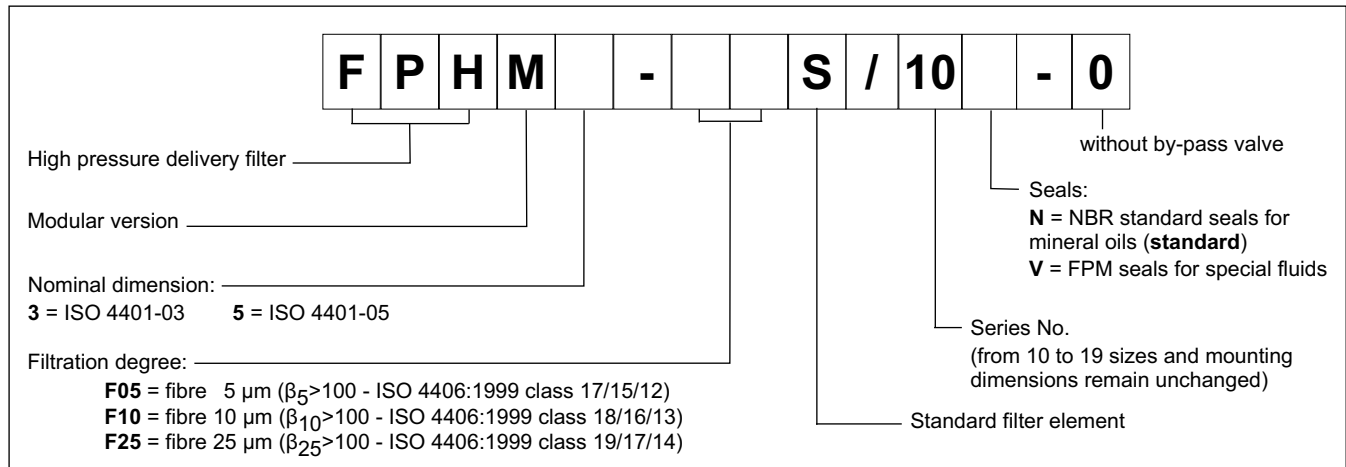 F P H M - S / 10 - 0
High pressure delivery filter
Modular version
Nominal dimension:
3 = ISO 4401-03 5 = ISO 4401-05
Filtration degree:
F05 = fibre 5 µm (β5>100 - ISO 4406:1999 class 17/15/12)
F10 = fibre 10 µm (β10>100 - ISO 4406:1999 class 18/16/13)
F25 = fibre 25 µm (β25>100 - ISO 4406:1999 class 19/17/14)
without by-pass valve
Seals:
N = NBR standard seals for
mineral oils (standard)
V = FPM seals for special fluids
Series No.
(from 10 to 19 sizes and mounting
dimensions remain unchanged)
Standard filter element